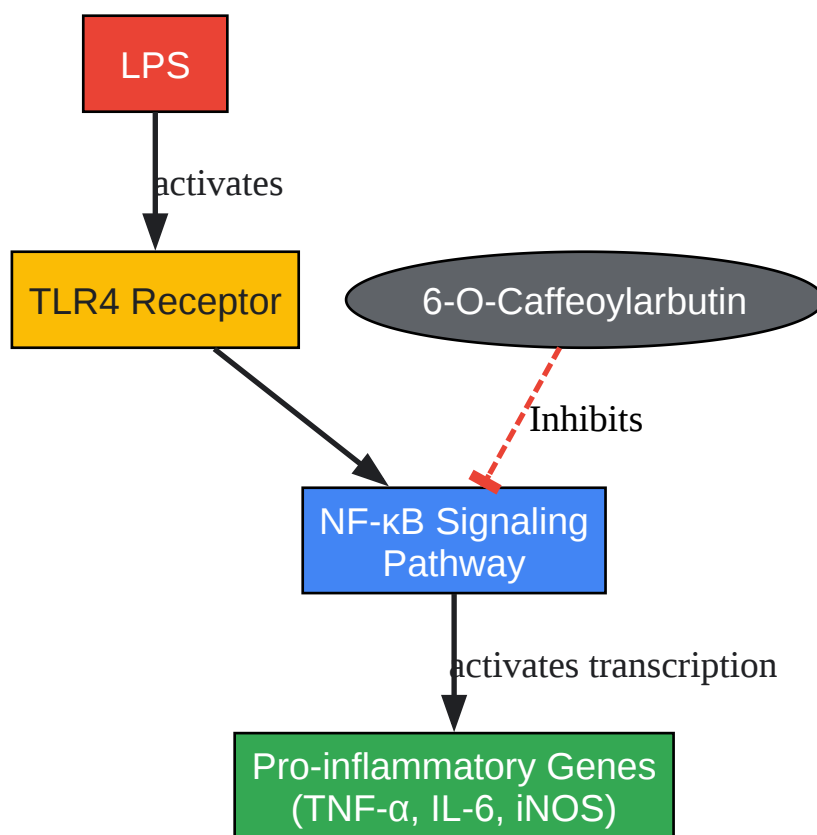 LPS
activates
TLR4 Receptor
6-O-Caffeoylarbutin
Inhibits
NF-κB Signaling
Pathway
activates transcription
Pro-inflammatory Genes
(TNF-α, IL-6, iNOS)